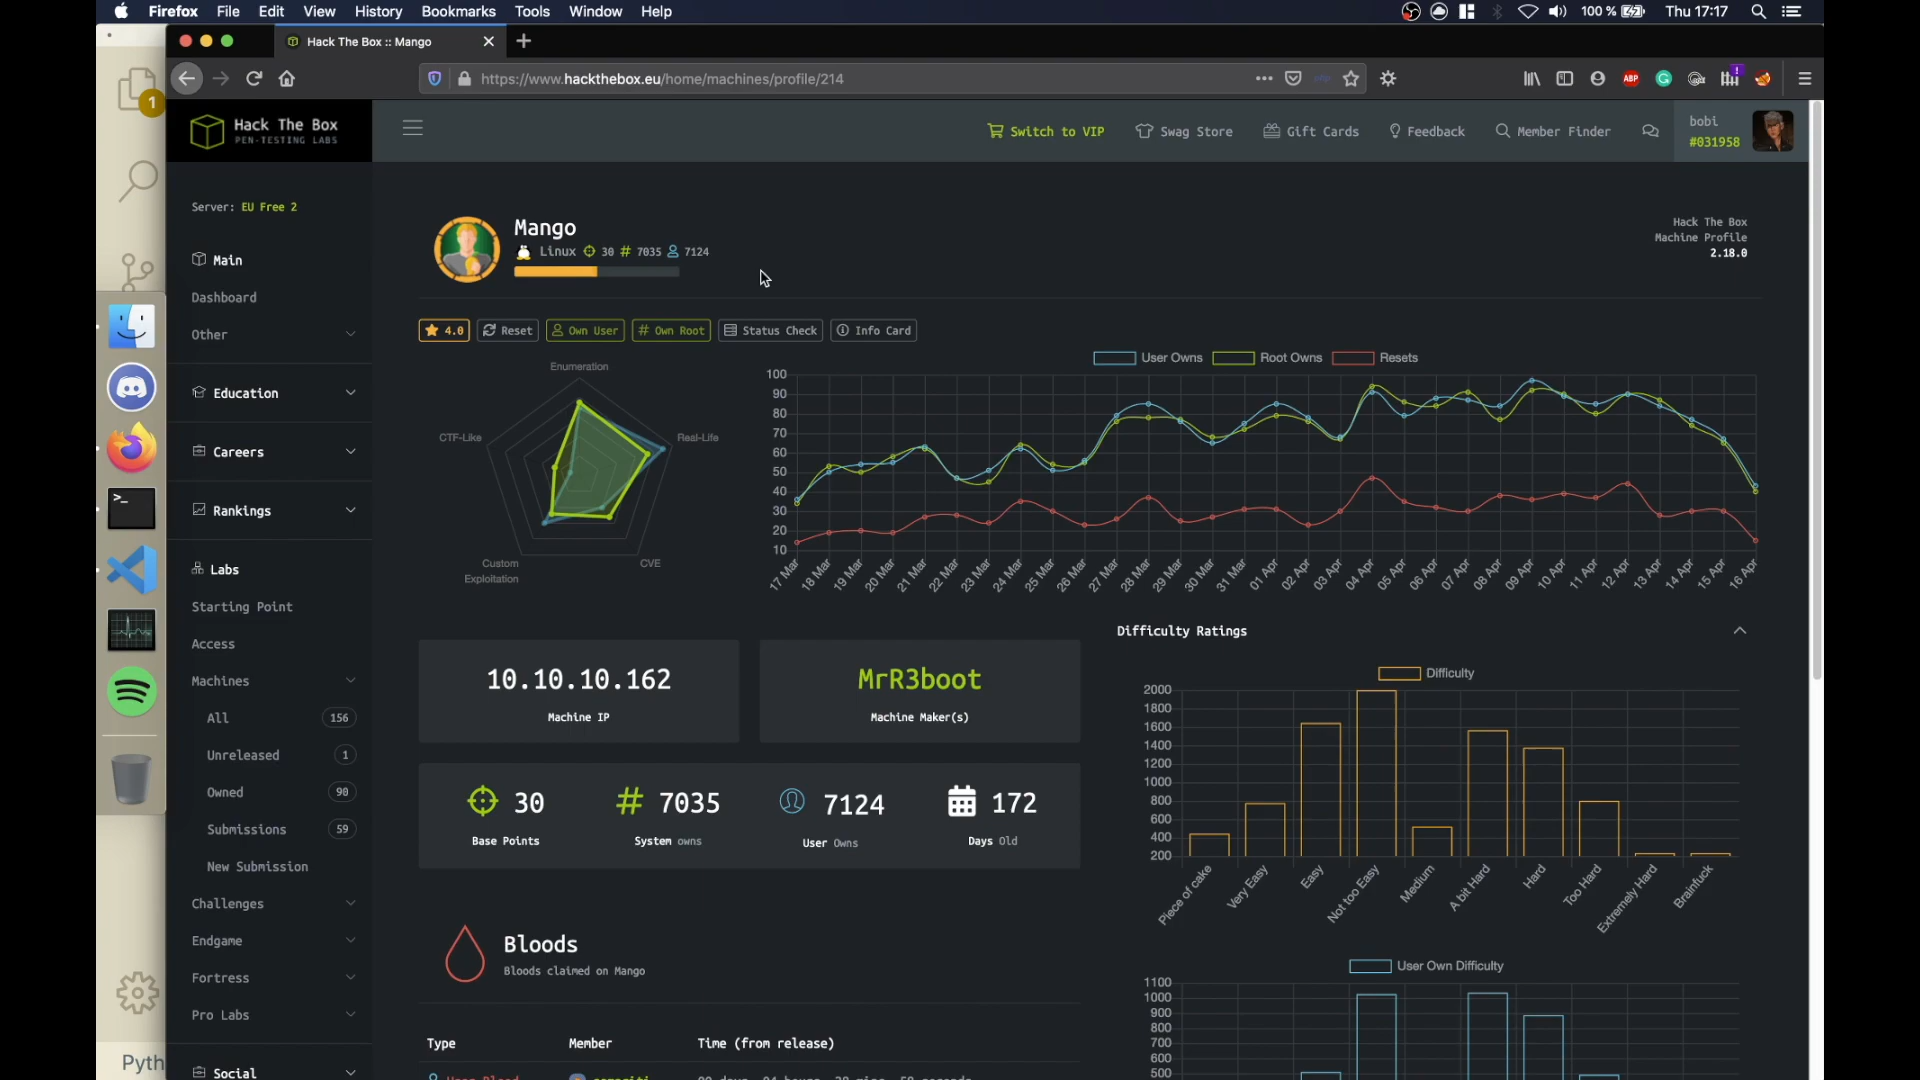 Firefox File Edit View History Bookmarks Tools Window Help
100 % Thu 17:17
Hack The Box :: Mango
1
https://www.hackthebox.eu/home/machines/profile/214
ABP
Hack The Box
PEN-TESTING LABS
Switch to VIP Swag Store Gift Cards Feedback Member Finder
bobi
#031958
Server: EU Free 2
Main
Dashboard
Other
Education
Careers
Rankings
Labs
Starting Point
Access
Machines
All 156
Unreleased 1
Owned 90
Submissions 59
New Submission
Challenges
Endgame
Fortress
Pro Labs
Social
Pyth
Mango
Linux 30 # 7035 7124
Hack The Box
Machine Profile
2.18.0
4.0 Reset Own User # Own Root Status Check Info Card
Enumeration
CTF-Like
Real-Life
Custom
Exploitation
CVE
User Owns Root Owns Resets
100
90
80
70
60
50
40
30
20
10
17 Mar 18 Mar 19 Mar 20 Mar 21 Mar 22 Mar 23 Mar 24 Mar 25 Mar 26 Mar 27 Mar 28 Mar 29 Mar 30 Mar 31 Mar 01 Apr 02 Apr 03 Apr 04 Apr 05 Apr 06 Apr 07 Apr 08 Apr 09 Apr 10 Apr 11 Apr 12 Apr 13 Apr 14 Apr 15 Apr 16 Apr
10.10.10.162
Machine IP
MrR3boot
Machine Maker(s)
30
Base Points
# 7035
System owns
7124
User Owns
172
Days Old
Bloods
Bloods claimed on Mango
Type Member Time (from release)
Difficulty Ratings
Difficulty
2000
1800
1600
1400
1200
1000
800
600
400
200
Piece of cake Very Easy Easy Not too Easy Medium A bit Hard Hard Too Hard Extremely Hard Brainfuck
User Own Difficulty
1100
1000
900
800
700
600
500